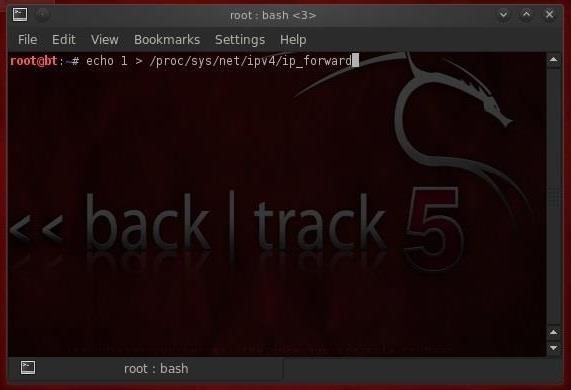 root : bash <3>
File Edit View Bookmarks Settings Help
root@bt:~# echo 1 > /proc/sys/net/ipv4/ip_forward
<< back | track 5
root : bash